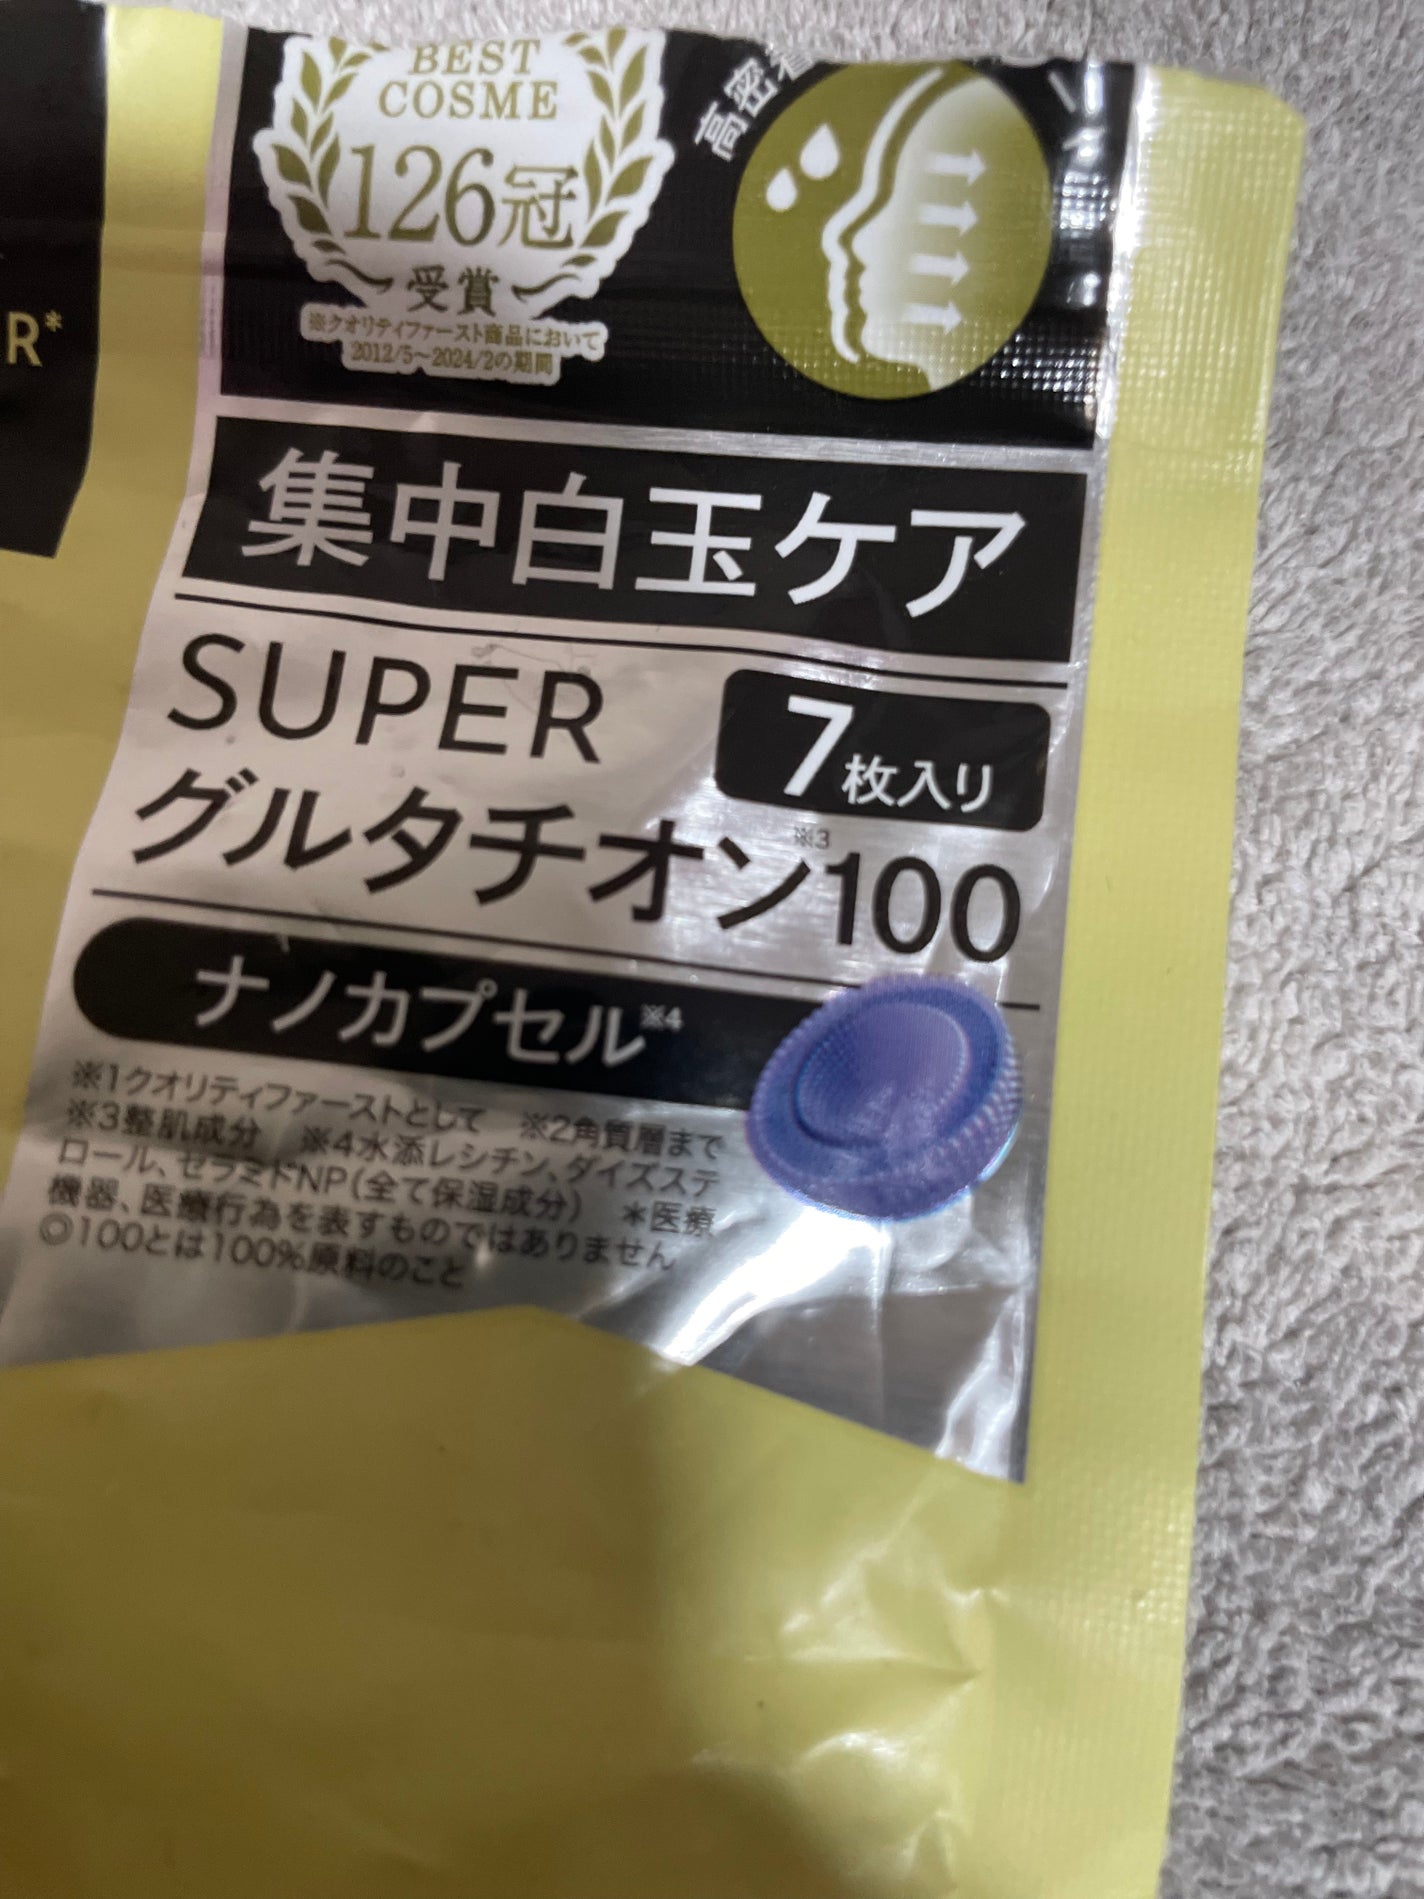 BEST
COSME
126冠
受賞
※クオリティファースト商品において
2012/5〜2024/2の期間
高密着
R*
集中白玉ケア
SUPER
7枚入り
グルタチオン※3100
ナノカプセル※4
※1クオリティファーストとして ※2角質層まで
※3整肌成分 ※4水添レシチン、ダイズステ
ロール、セラミドNP(全て保湿成分) ＊医療
機器、医療行為を表すものではありません
◎100とは100%原料のこと